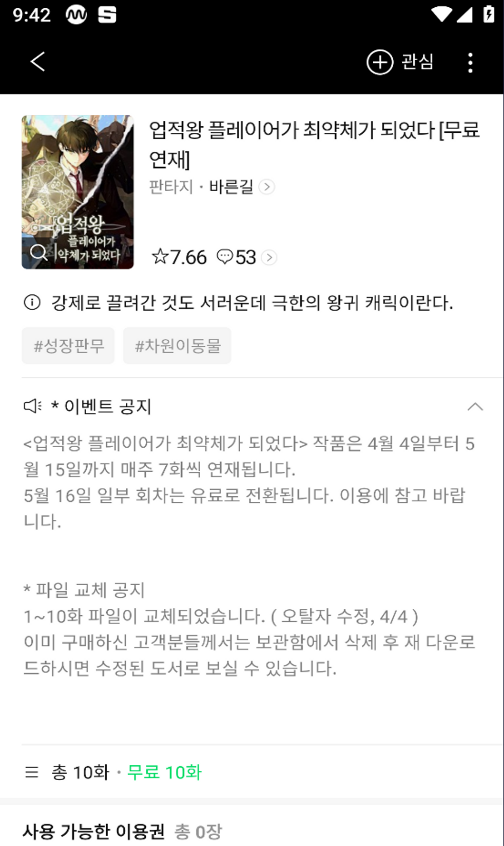 9:42
관심
업적왕 플레이어가 최약체가 되었다 [무료
연재]
판타지 · 바른길
업적왕
플레이어가
최약체가 되었다
7.66 53
강제로 끌려간 것도 서러운데 극한의 왕귀 캐릭이란다.
#성장판무 #차원이동물
* 이벤트 공지
<업적왕 플레이어가 최약체가 되었다> 작품은 4월 4일부터 5
월 15일까지 매주 7화씩 연재됩니다.
5월 16일 일부 회차는 유료로 전환됩니다. 이용에 참고 바랍
니다.
* 파일 교체 공지
1~10화 파일이 교체되었습니다. ( 오탈자 수정, 4/4 )
이미 구매하신 고객분들께서는 보관함에서 삭제 후 재 다운로
드하시면 수정된 도서로 보실 수 있습니다.
총 10화 · 무료 10화
사용 가능한 이용권 총 0장